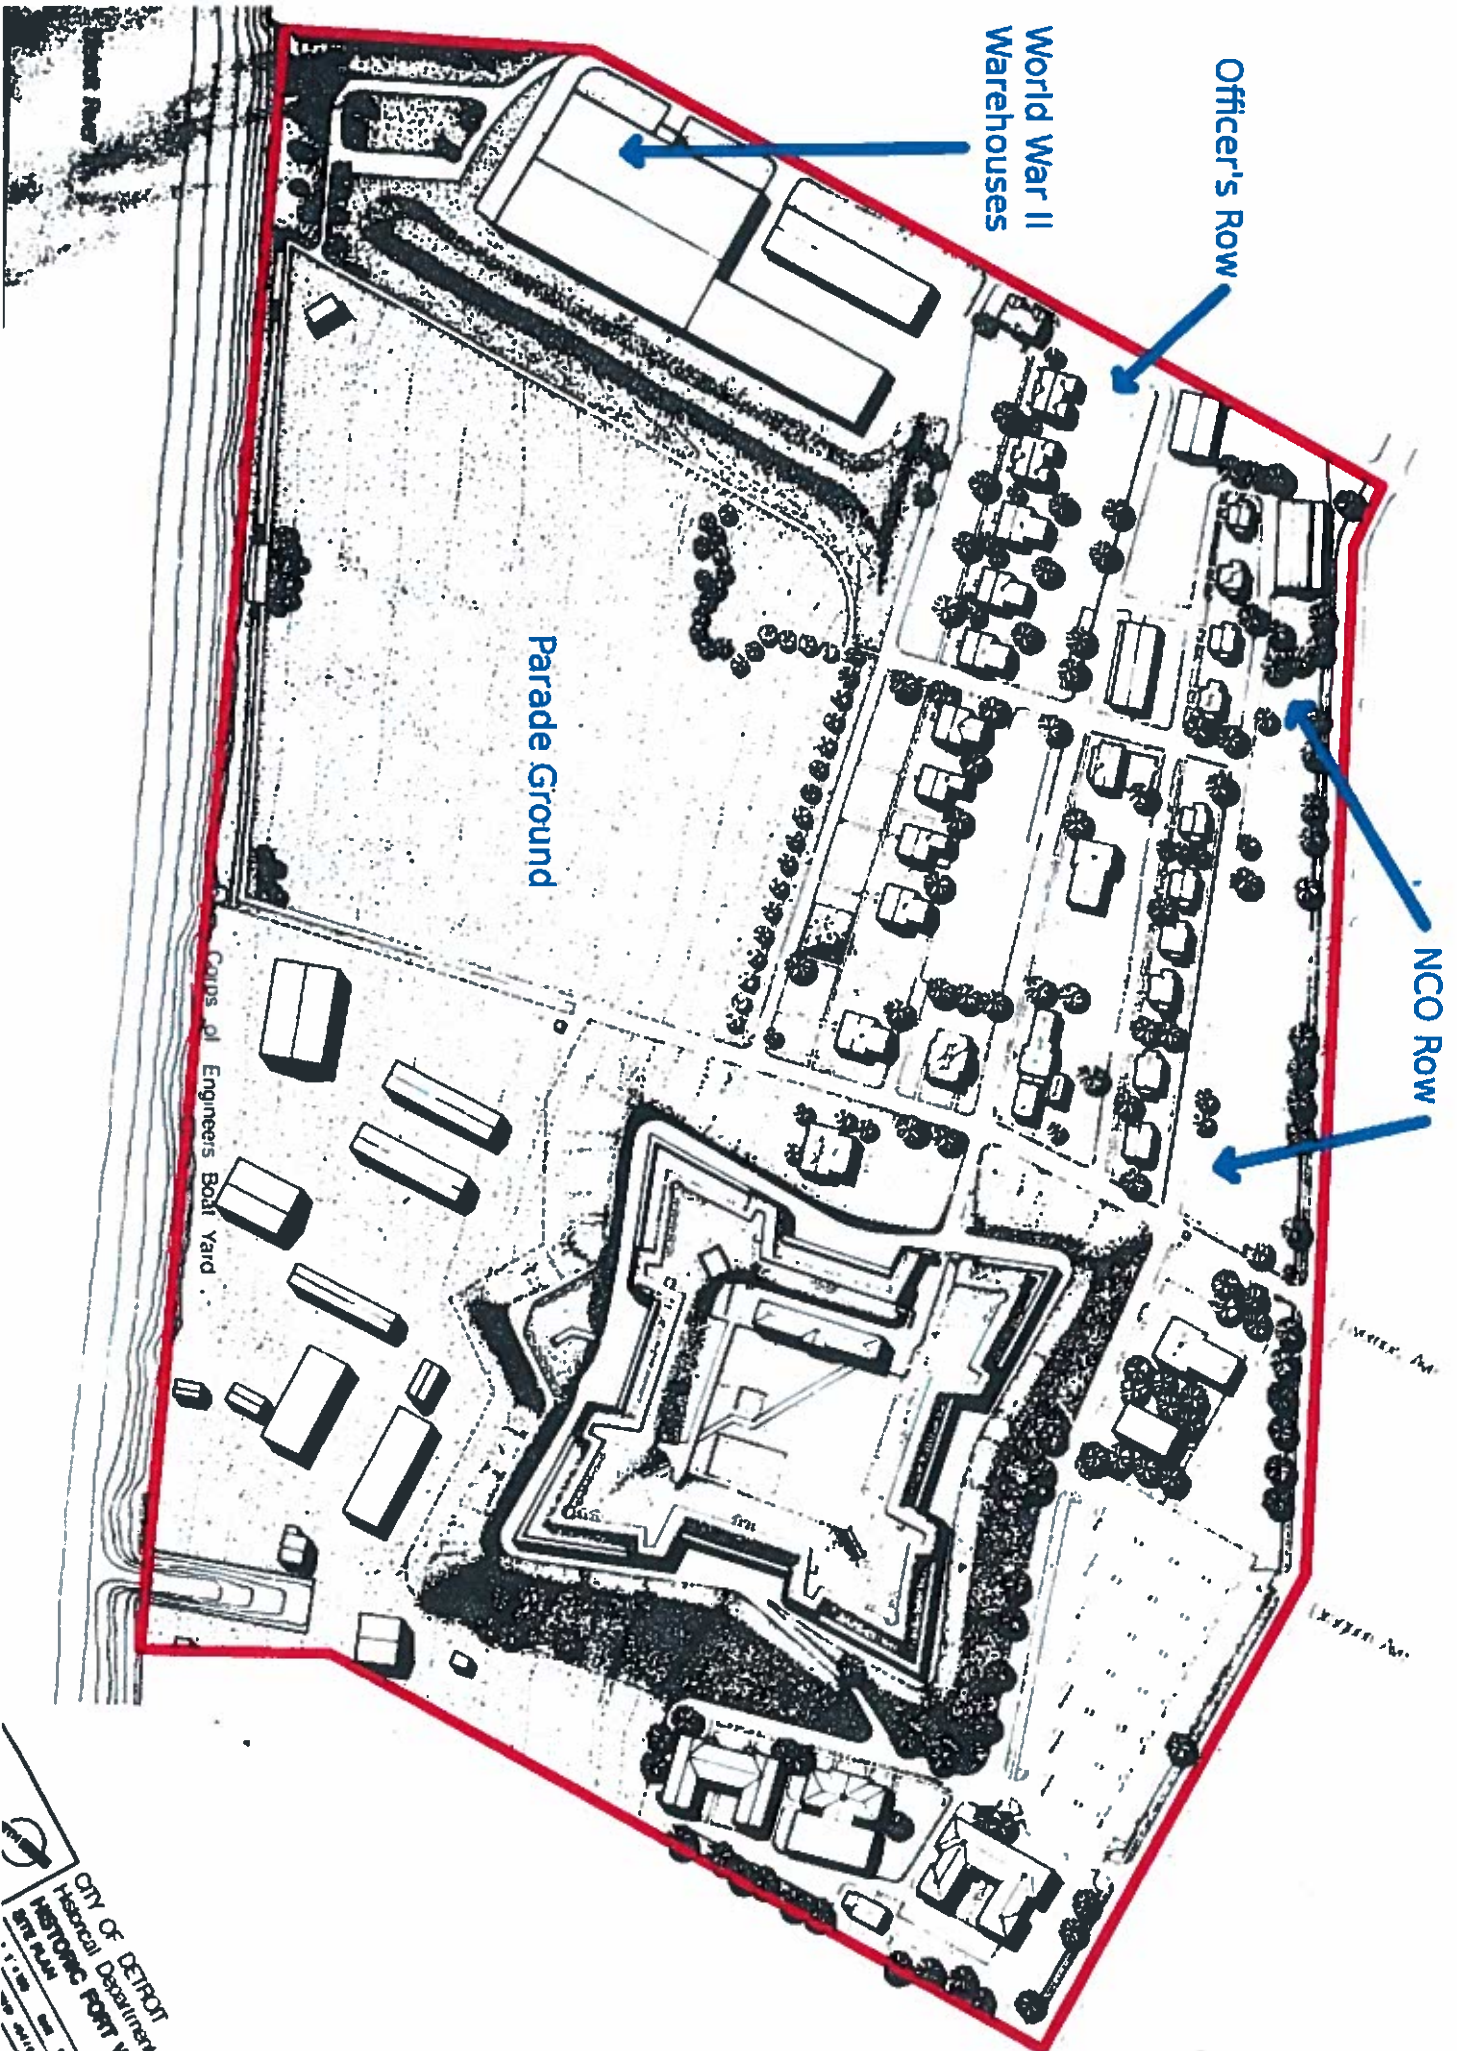 Officer's Row
World War II
Warehouses
NCO Row
Parade Ground
Corps of Engineers Boat Yard
River
CITY OF DETROIT
Historical Department
HISTORIC FORT
SITE PLAN